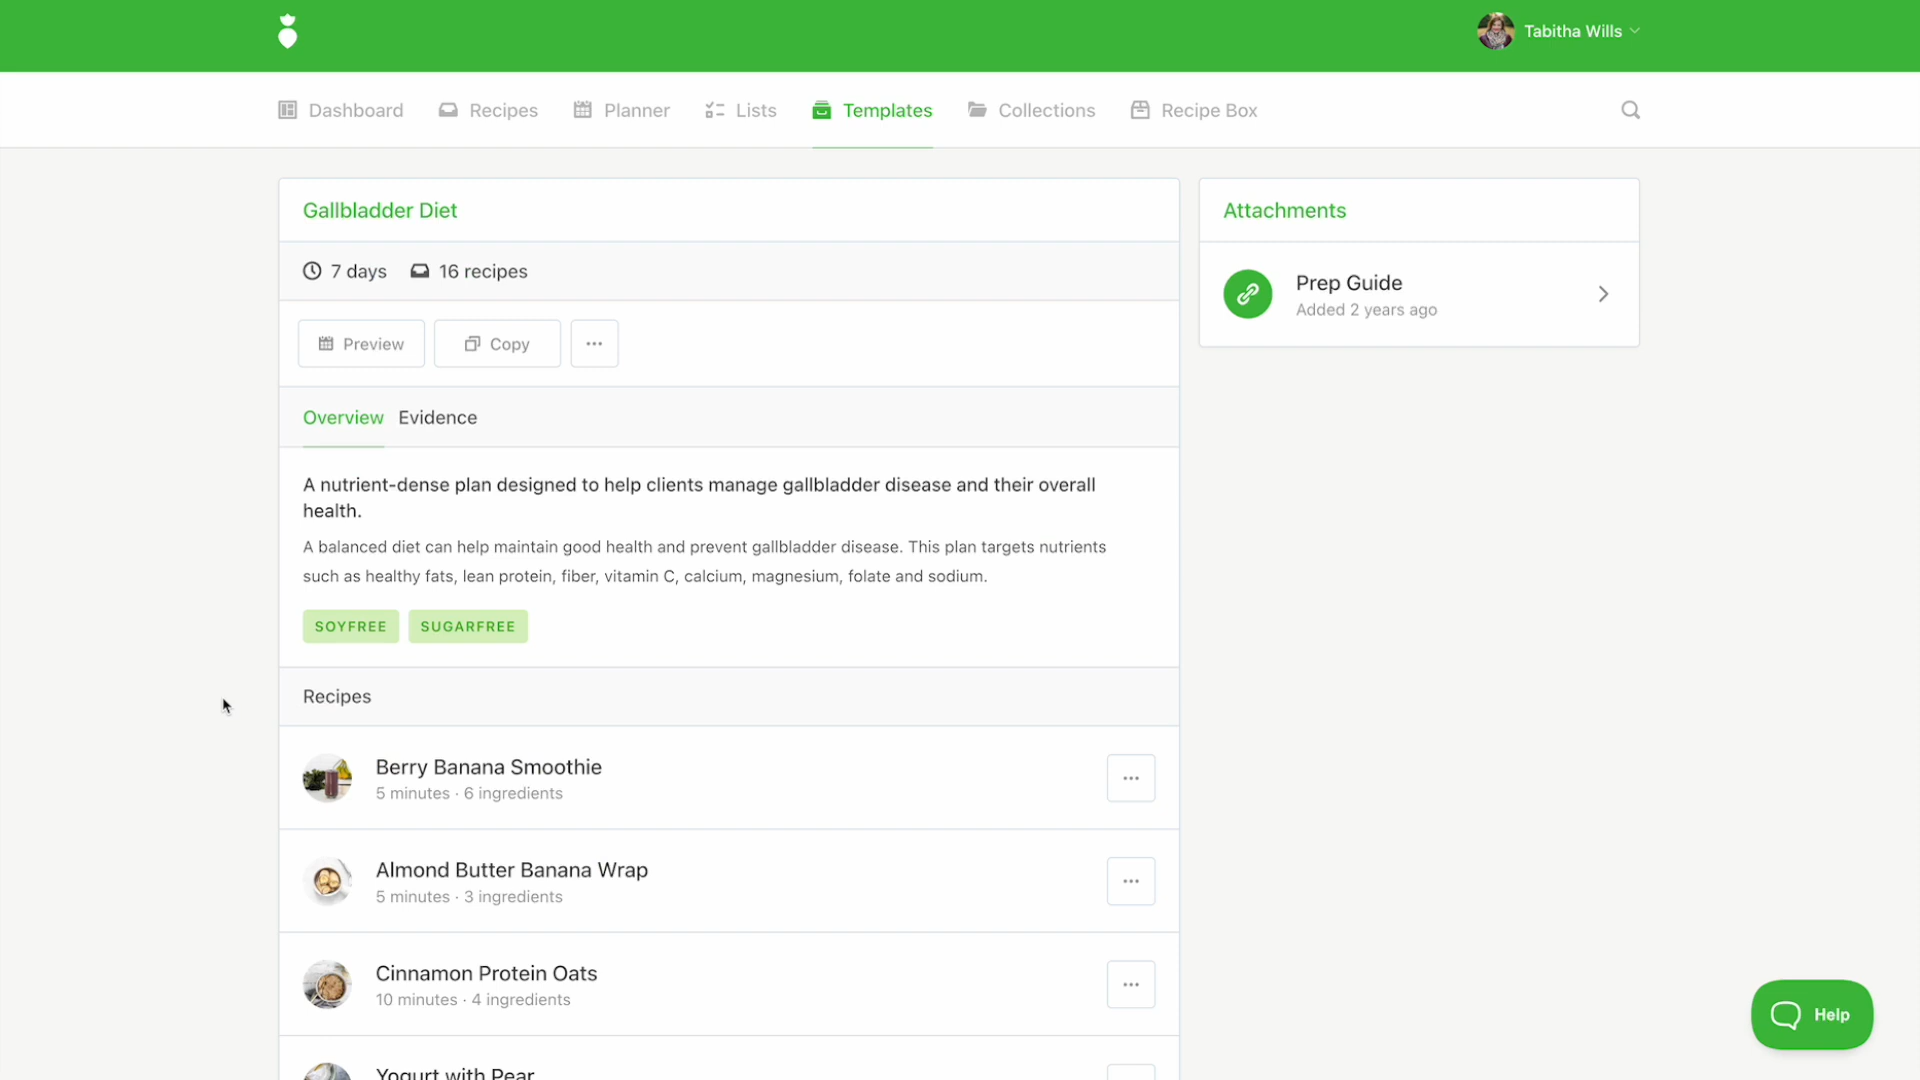 Tabitha Wills
Dashboard
Recipes
Planner
Lists
Templates
Collections
Recipe Box
Gallbladder Diet
7 days
16 recipes
Preview
Copy
Overview
Evidence
A nutrient-dense plan designed to help clients manage gallbladder disease and their overall
health.
A balanced diet can help maintain good health and prevent gallbladder disease. This plan targets nutrients
such as healthy fats, lean protein, fiber, vitamin C, calcium, magnesium, folate and sodium.
SOYFREE
SUGARFREE
Recipes
Berry Banana Smoothie
5 minutes · 6 ingredients
Almond Butter Banana Wrap
5 minutes · 3 ingredients
Cinnamon Protein Oats
10 minutes · 4 ingredients
Yogurt with Pear
Attachments
Prep Guide
Added 2 years ago
Help